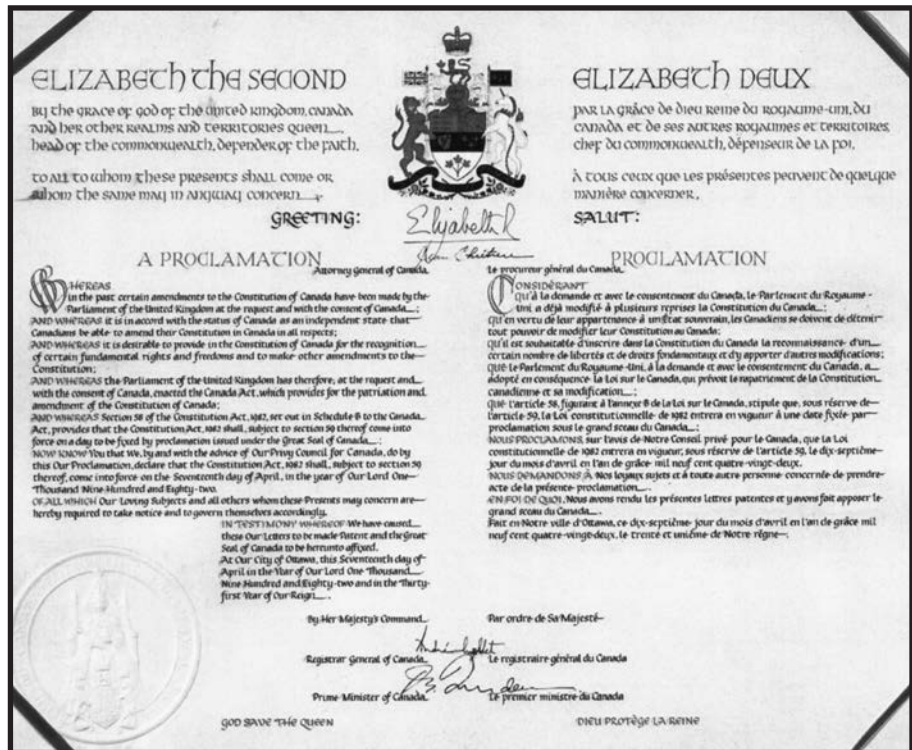 ELIZABETH THE SECOND
BY THE GRACE OF GOD OF THE UNITED KINGDOM, CANADA
AND HER OTHER REALMS AND TERRITORIES QUEEN
HEAD OF THE COMMONWEALTH, DEFENDER OF THE FAITH.
TO ALL TO WHOM THESE PRESENTS SHALL COME OR
WHOM THE SAME MAY IN ANYWAY CONCERN
GREETING:
ELIZABETH DEUX
PAR LA GRÂCE DE DIEU REINE DU ROYAUME-UNI, DU
CANADA ET DE SES AUTRES ROYAUMES ET TERRITOIRES
CHEF DU COMMONWEALTH, DÉFENSEUR DE LA FOI.
À TOUS CEUX QUE LES PRÉSENTES PEUVENT DE QUELQUE
MANIÈRE CONCERNER,
SALUT:
Elizabeth R
Jean Chrétien
A PROCLAMATION
Attorney General of Canada
WHEREAS
in the past certain amendments to the Constitution of Canada have been made by the
Parliament of the United Kingdom at the request and with the consent of Canada;
AND WHEREAS it is in accord with the status of Canada as an independent state that
Canadians be able to amend their Constitution in Canada in all respects;
AND WHEREAS it is desirable to provide in the Constitution of Canada for the recognition
of certain fundamental rights and freedoms and to make other amendments to the
Constitution;
AND WHEREAS the Parliament of the United Kingdom has therefore, at the request and
with the consent of Canada, enacted the Canada Act, which provides for the patriation and
amendment of the Constitution of Canada;
AND WHEREAS Section 58 of the Constitution Act, 1982, set out in Schedule B to the Canada
Act, provides that the Constitution Act, 1982 shall, subject to section 59 thereof come into
force on a day to be fixed by proclamation issued under the Great Seal of Canada;
NOW KNOW You that We, by and with the advice of Our Privy Council for Canada, do by
this Our Proclamation, declare that the Constitution Act, 1982 shall, subject to section 59
thereof, come into force on the Seventeenth day of April, in the year of Our Lord One
Thousand Nine Hundred and Eighty-two.
OF ALL WHICH Our Loving Subjects and all others whom these Presents may concern are
hereby required to take notice and to govern themselves accordingly.
IN TESTIMONY WHEREOF We have caused
these Our Letters to be made Patent and the Great
Seal of Canada to be hereunto affixed.
At Our City of Ottawa, this Seventeenth day of
April in the Year of Our Lord One Thousand
Nine Hundred and Eighty-two and in the Thirty-
first Year of Our Reign.
By Her Majesty's Command
Registrar General of Canada
Prime Minister of Canada
GOD SAVE THE QUEEN
PROCLAMATION
Le procureur général du Canada
CONSIDÉRANT
qu'à la demande et avec le consentement du Canada, le Parlement du Royaume-
Uni a déjà modifié à plusieurs reprises la Constitution du Canada;
qu'en vertu de leur appartenance à un état souverain, les Canadiens se doivent de détenir
tout pouvoir de modifier leur Constitution au Canada;
qu'il est souhaitable d'inscrire dans la Constitution du Canada la reconnaissance d'un
certain nombre de libertés et de droits fondamentaux et d'y apporter d'autres modifications;
que le Parlement du Royaume-Uni, à la demande et avec le consentement du Canada, a
adopté en conséquence la Loi sur le Canada, qui prévoit le rapatriement de la Constitution
canadienne et sa modification;
que l'article 58, figurant à l'annexe B de la Loi sur le Canada, stipule que, sous réserve de
l'article 59, la Loi constitutionnelle de 1982 entrera en vigueur à une date fixée par
proclamation sous le grand sceau du Canada;
NOUS PROCLAMONS, sur l'avis de Notre Conseil privé pour le Canada, que la Loi
constitutionnelle de 1982 entrera en vigueur, sous réserve de l'article 59, le dix-septième
jour du mois d'avril en l'an de grâce mil neuf cent quatre-vingt-deux.
NOUS DEMANDONS À Nos loyaux sujets et à toute autre personne concernée de prendre
acte de la présente proclamation.
EN FOI DE QUOI, Nous avons rendu les présentes lettres patentes et y avons fait apposer le
grand sceau du Canada.
Fait en Notre ville d'Ottawa, ce dix-septième jour du mois d'avril en l'an de grâce mil
neuf cent quatre-vingt-deux, le trente et unième de Notre règne.
Par ordre de Sa Majesté
Le registraire général du Canada
Le premier ministre du Canada
DIEU PROTÈGE LA REINE